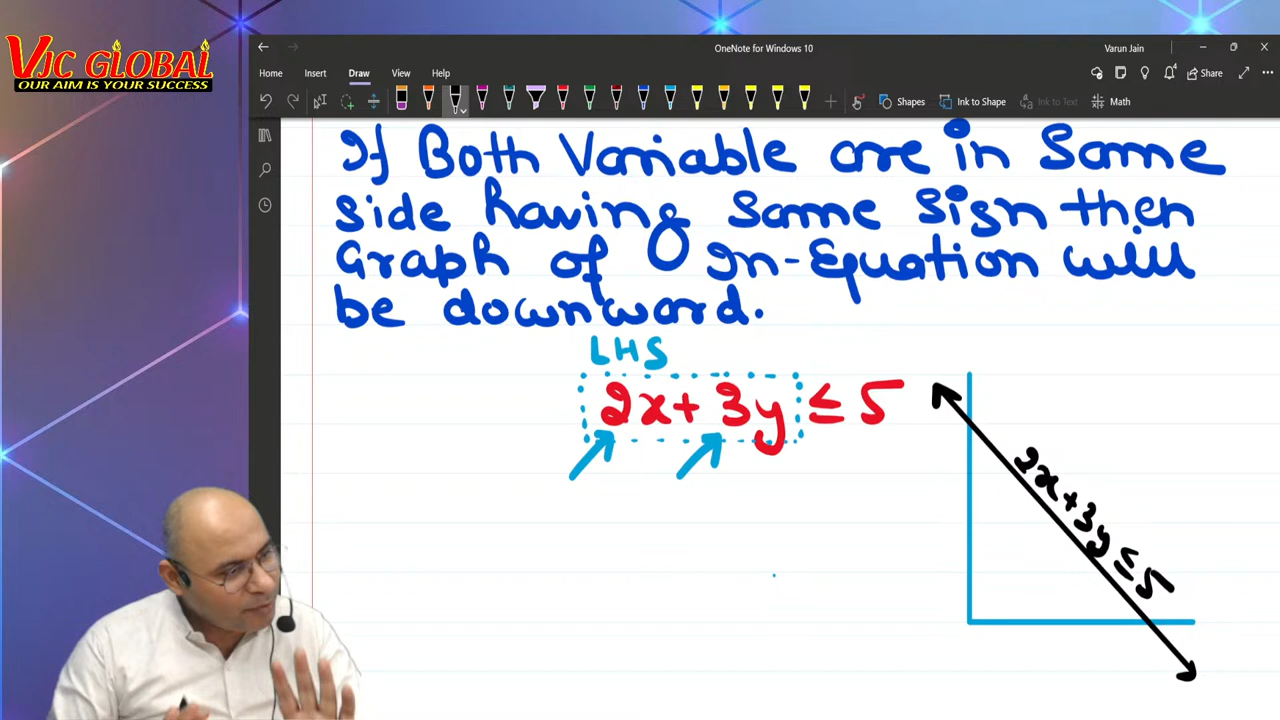 VJC GLOBAL
OUR AIM IS YOUR SUCCESS
OneNote for Windows 10
Varun Jain
Home Insert Draw View Help
4 Share
Shapes Ink to Shape Ink to Text Math
If Both Variable are in Same
side having same sign then
Graph of In-Equation will
be downward.
LHS
2x+ 3y ≤ 5
2x+3y≤5